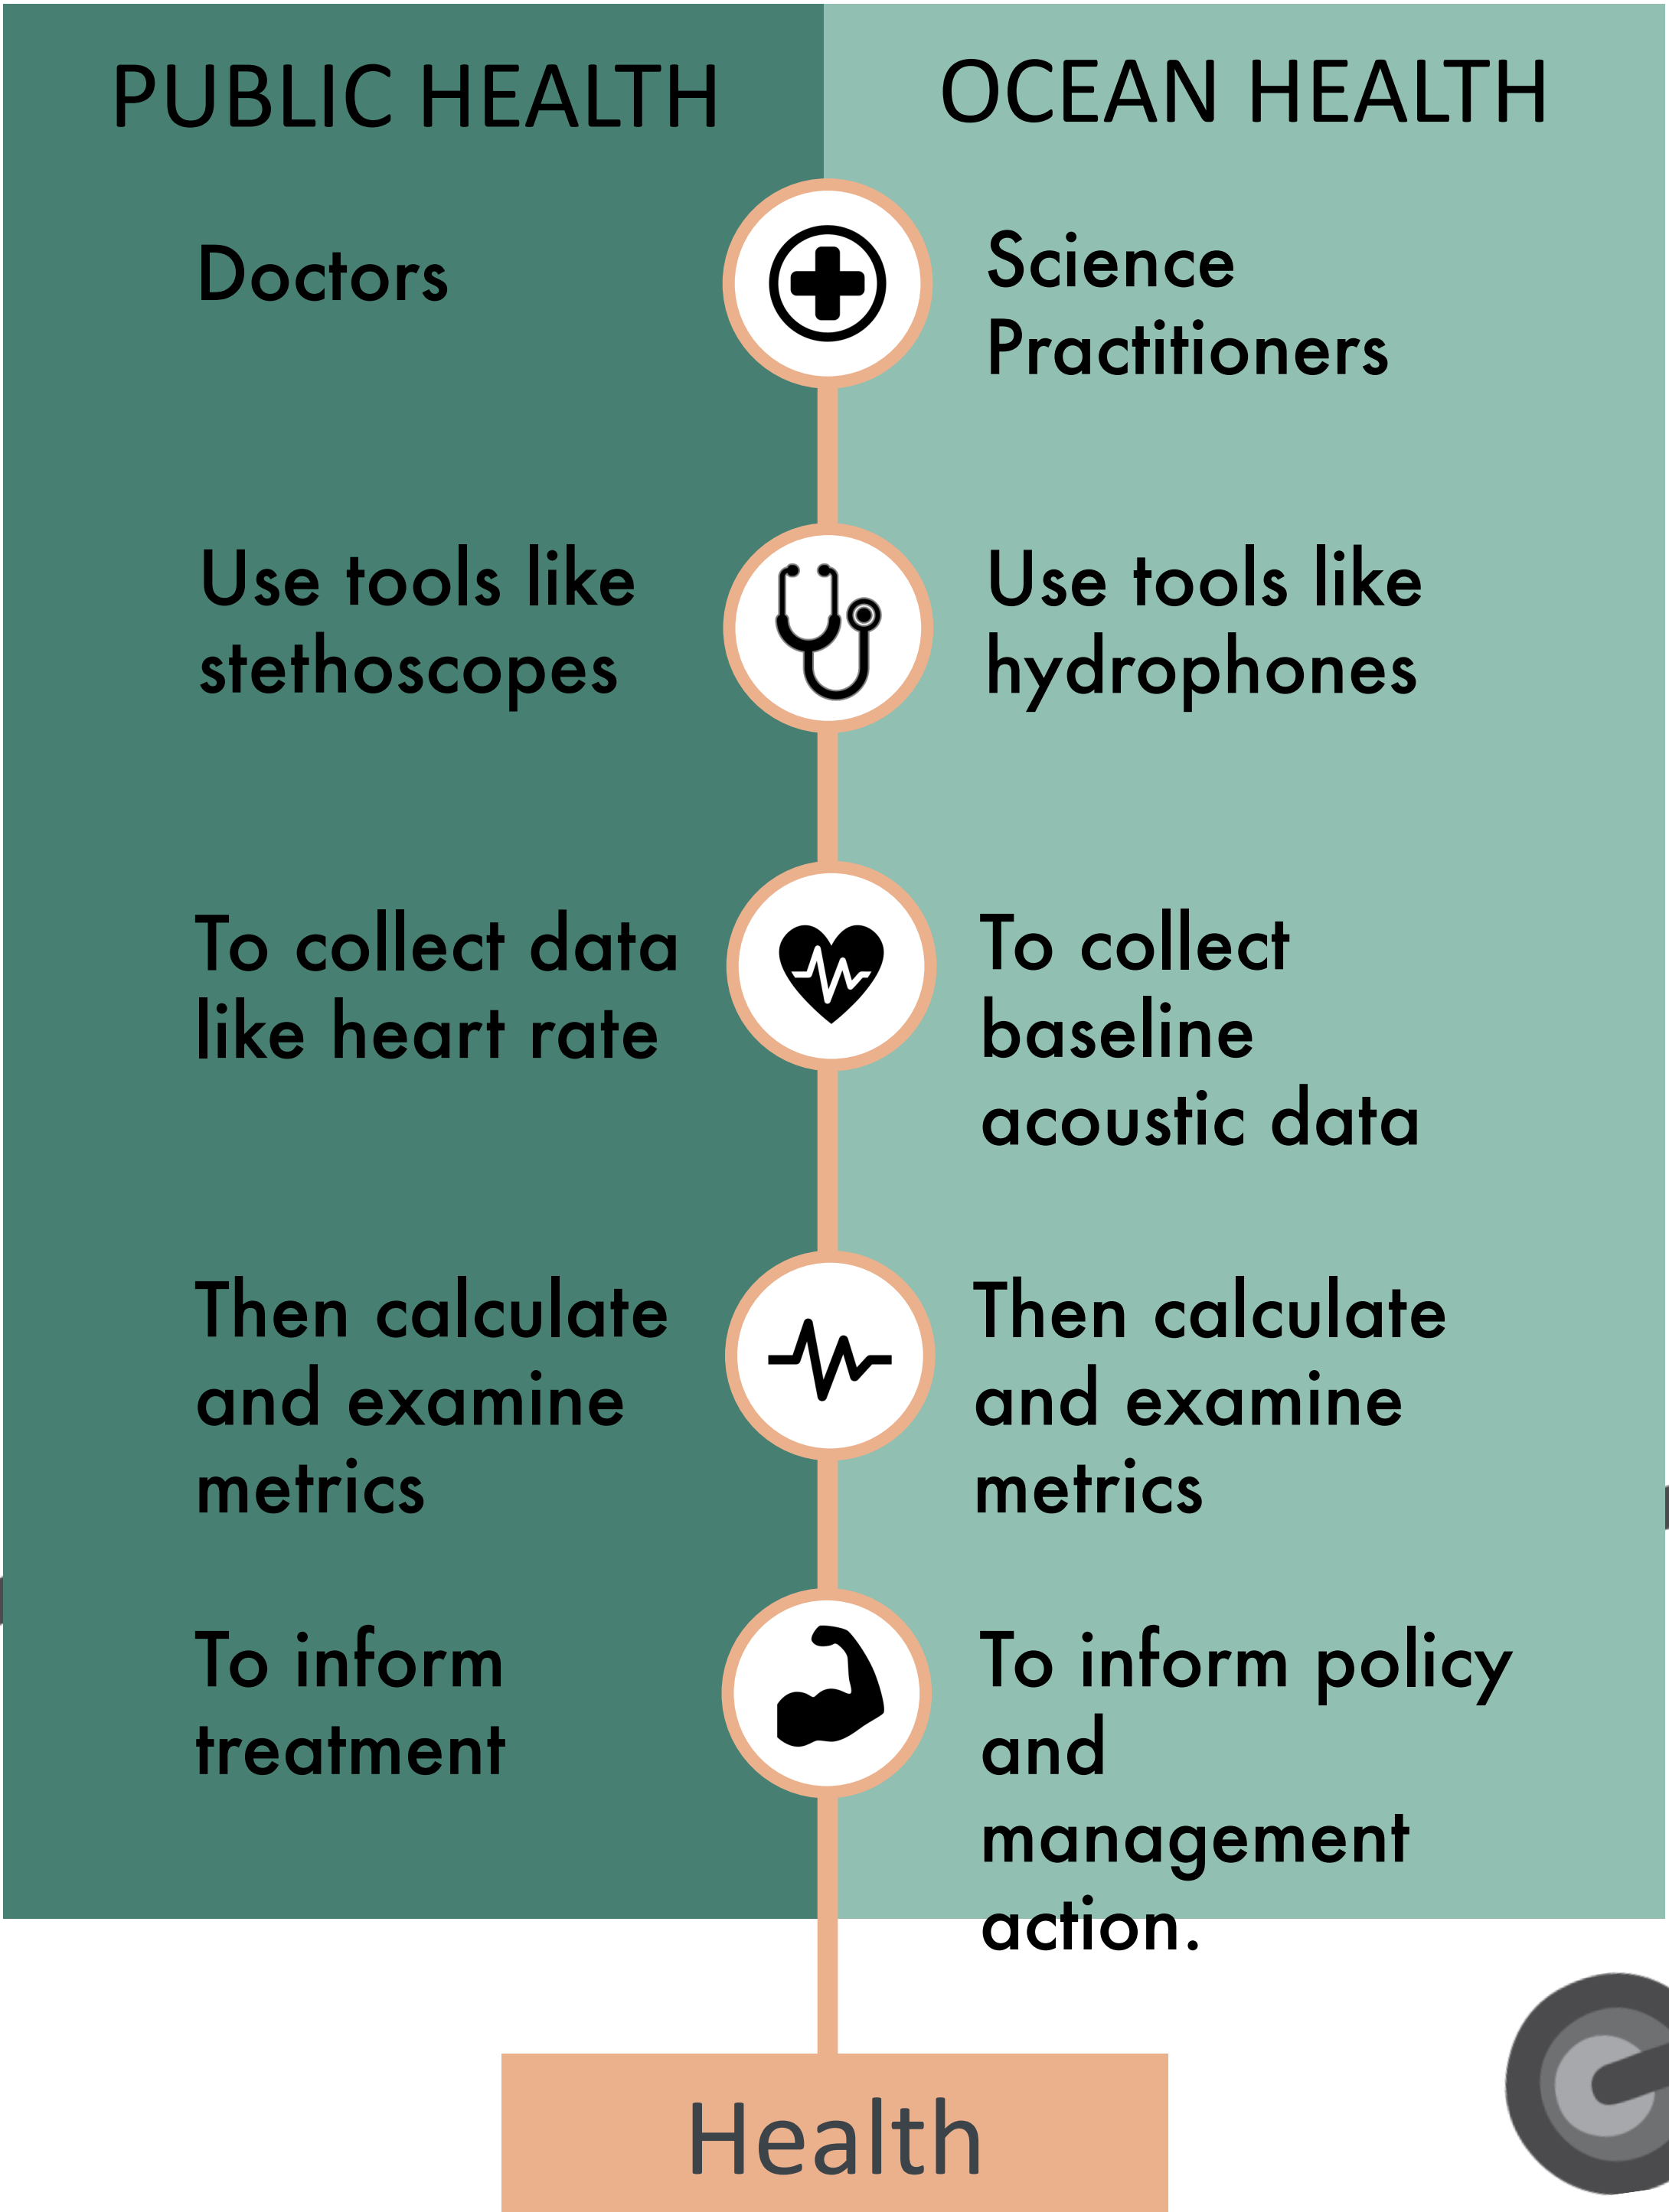 PUBLIC HEALTH
Doctors
Use tools like
stethoscopes
To collect data
like heart rate
Then calculate
and examine
metrics
To inform
treatment
OCEAN HEALTH
Science
Practitioners
Use tools like
hydrophones
To collect
baseline
acoustic data
Then calculate
and examine
metrics
To inform policy
and
management
action.
Health